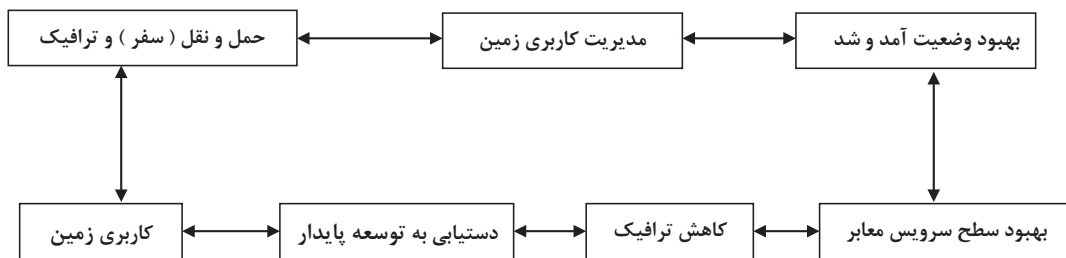 بهبود وضعیت آمد و شد
مدیریت کاربری زمین
حمل و نقل ( سفر ) و ترافیک
بهبود سطح سرویس معابر
کاهش ترافیک
دستیابی به توسعه پایدار
کاربری زمین